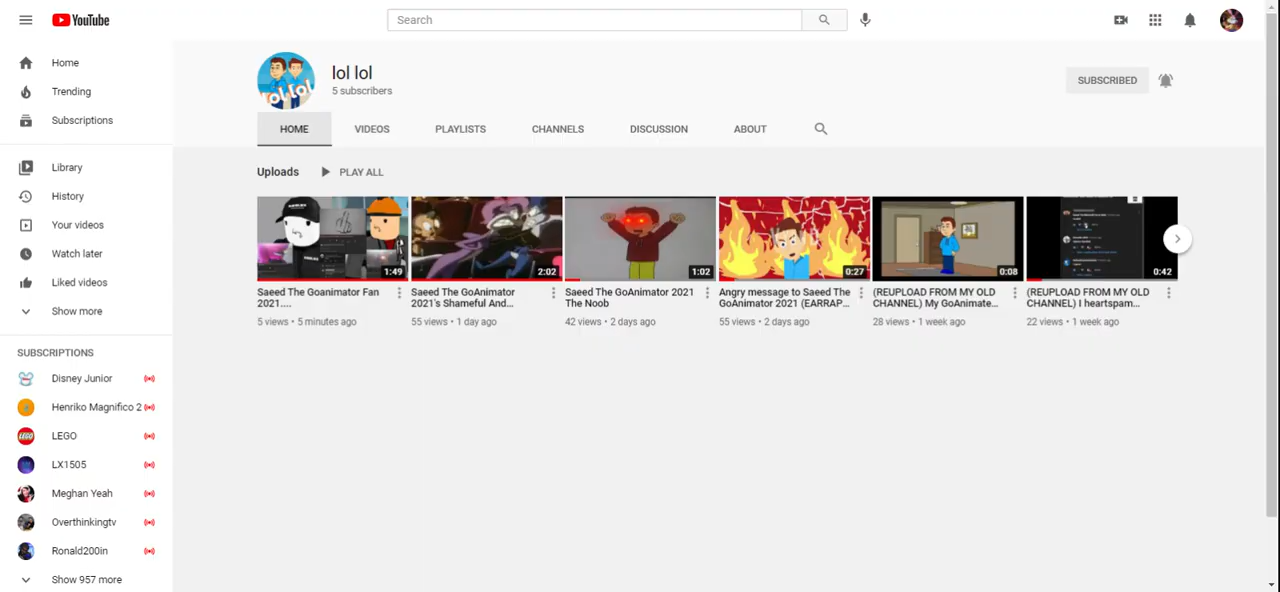 YouTube
Search
Home
Trending
Subscriptions
Library
History
Your videos
Watch later
Liked videos
Show more
SUBSCRIPTIONS
Disney Junior
Henriko Magnifico 2
LEGO
LX1505
Meghan Yeah
Overthinkingtv
Ronald200in
Show 957 more
lol lol
lol lol
5 subscribers
SUBSCRIBED
HOME VIDEOS PLAYLISTS CHANNELS DISCUSSION ABOUT
Uploads PLAY ALL
1:49 2:02 1:02 0:27 0:08 0:42
Saeed The Goanimator Fan
2021....
5 views • 5 minutes ago
Saeed The GoAnimator
2021's Shameful And...
55 views • 1 day ago
Saeed The GoAnimator 2021
The Noob
42 views • 2 days ago
Angry message to Saeed The
GoAnimator 2021 (EARRAP...
55 views • 2 days ago
(REUPLOAD FROM MY OLD
CHANNEL) My GoAnimate...
28 views • 1 week ago
(REUPLOAD FROM MY OLD
CHANNEL) I heartspam...
22 views • 1 week ago